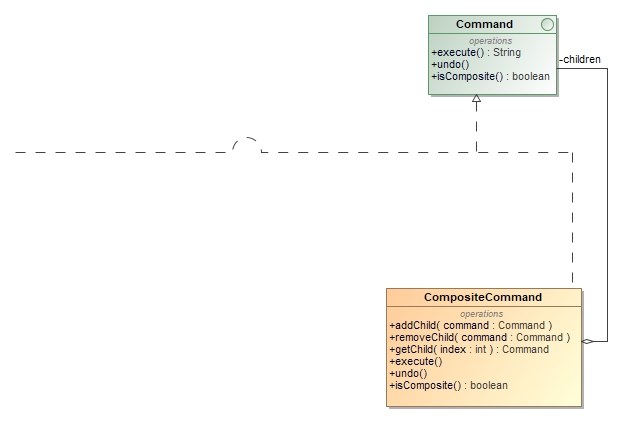 Command
operations
+execute() : String
+undo()
+isComposite() : boolean
-children
CompositeCommand
operations
+addChild( command : Command )
+removeChild( command : Command )
+getChild( index : int ) : Command
+execute()
+undo()
+isComposite() : boolean